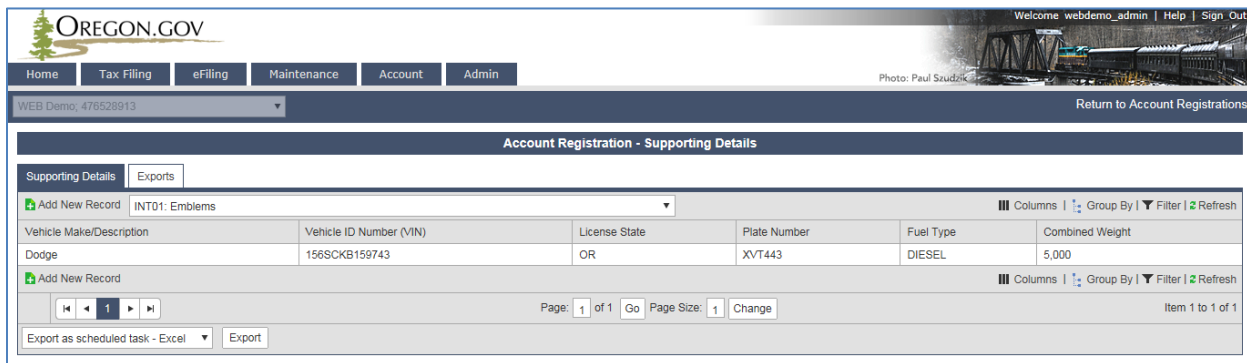 OREGON.GOV
Welcome webdemo_admin | Help | Sign Out
Home Tax Filing eFiling Maintenance Account Admin
Photo: Paul Szudzik
WEB Demo; 476528913
Return to Account Registrations
Account Registration - Supporting Details
Supporting Details Exports
Add New Record INT01: Emblems Columns | Group By | Filter | Refresh
Vehicle Make/Description Vehicle ID Number (VIN) License State Plate Number Fuel Type Combined Weight
Dodge 156SCKB159743 OR XVT443 DIESEL 5,000
Add New Record Columns | Group By | Filter | Refresh
1 Page: 1 of 1 Go Page Size: 1 Change Item 1 to 1 of 1
Export as scheduled task - Excel Export